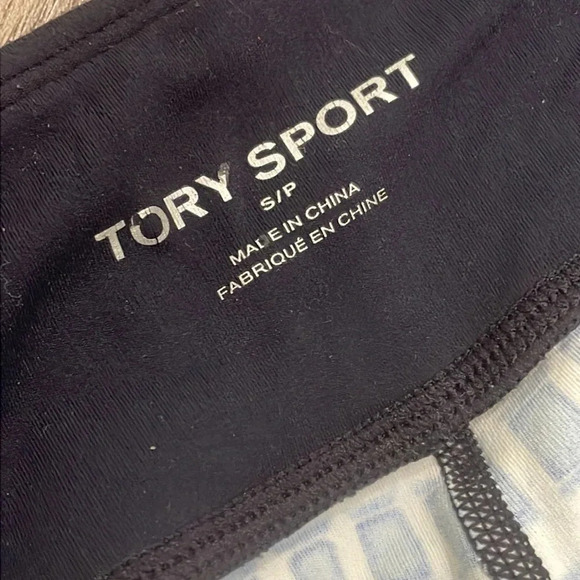 TORY SPORT
S/P
MADE IN CHINA
FABRIQUÉ EN CHINE